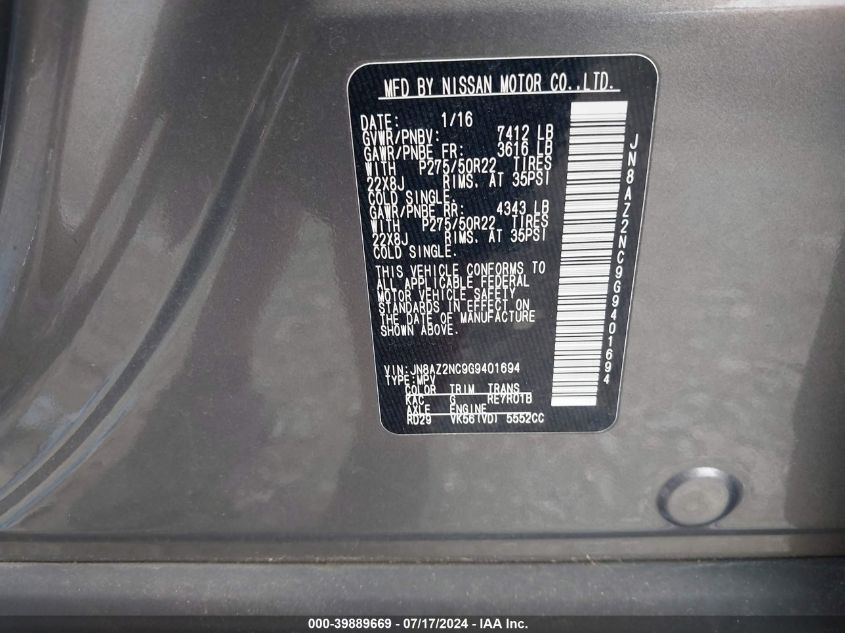 MFD BY NISSAN MOTOR CO.,LTD.
DATE: 1/16
GVWR/PNBV: 7412 LB
GAWR/PNBE FR: 3616 LB
WITH P275/50R22 TIRES
22X8J RIMS. AT 35PSI
COLD SINGLE.
GAWR/PNBE RR: 4343 LB
WITH P275/50R22 TIRES
22X8J RIMS. AT 35PSI
COLD SINGLE.
THIS VEHICLE CONFORMS TO
ALL APPLICABLE FEDERAL
MOTOR VEHICLE SAFETY
STANDARDS IN EFFECT ON
THE DATE OF MANUFACTURE
SHOWN ABOVE.
VIN:JN8AZ2NC9G9401694
TYPE:MPV
COLOR TRIM TRANS
KAC G RE7R01B
AXLE ENGINE
RD29 VK56(VD) 5552CC
JN8AZ2NC9G9401694
000-39889669 / 07/17/2024 - IAA Inc.